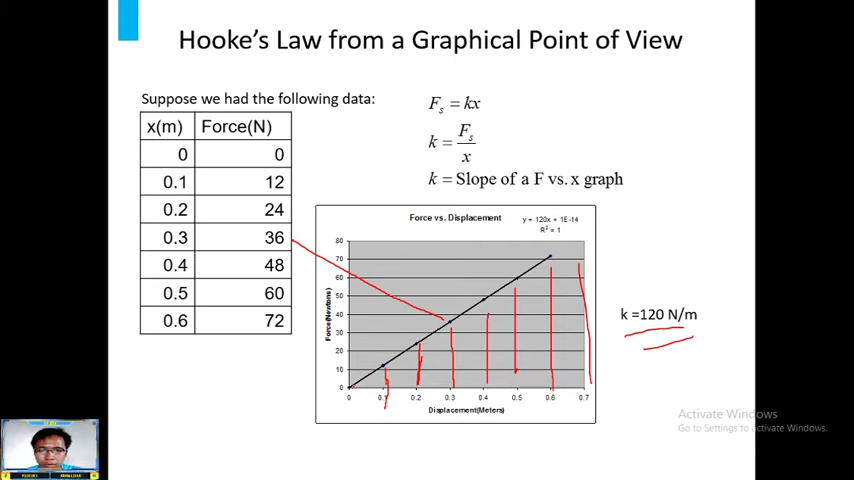 Hooke's Law from a Graphical Point of View
Suppose we had the following data:
x(m) Force(N)
0 0
0.1 12
0.2 24
0.3 36
0.4 48
0.5 60
0.6 72
Fs = kx
k = Fs / x
k = Slope of a F vs. x graph
Force vs. Displacement
y = 120x + 1E-14
R² = 1
80
70
60
50
40
30
20
10
0
Force(Newtons)
0 0.1 0.2 0.3 0.4 0.5 0.6 0.7
Displacement(Meters)
k =120 N/m
Activate Windows
Go to Settings to activate Windows.